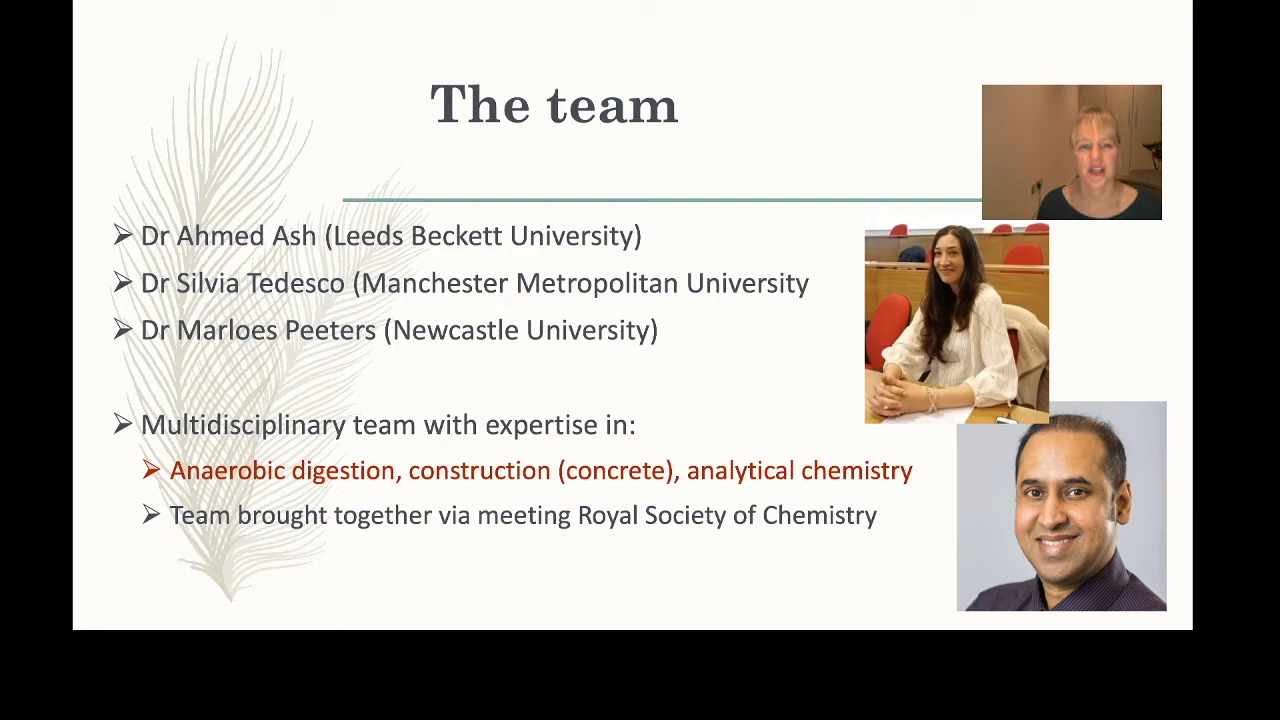 The team
Dr Ahmed Ash (Leeds Beckett University)
Dr Silvia Tedesco (Manchester Metropolitan University
Dr Marloes Peeters (Newcastle University)
Multidisciplinary team with expertise in:
Anaerobic digestion, construction (concrete), analytical chemistry
Team brought together via meeting Royal Society of Chemistry